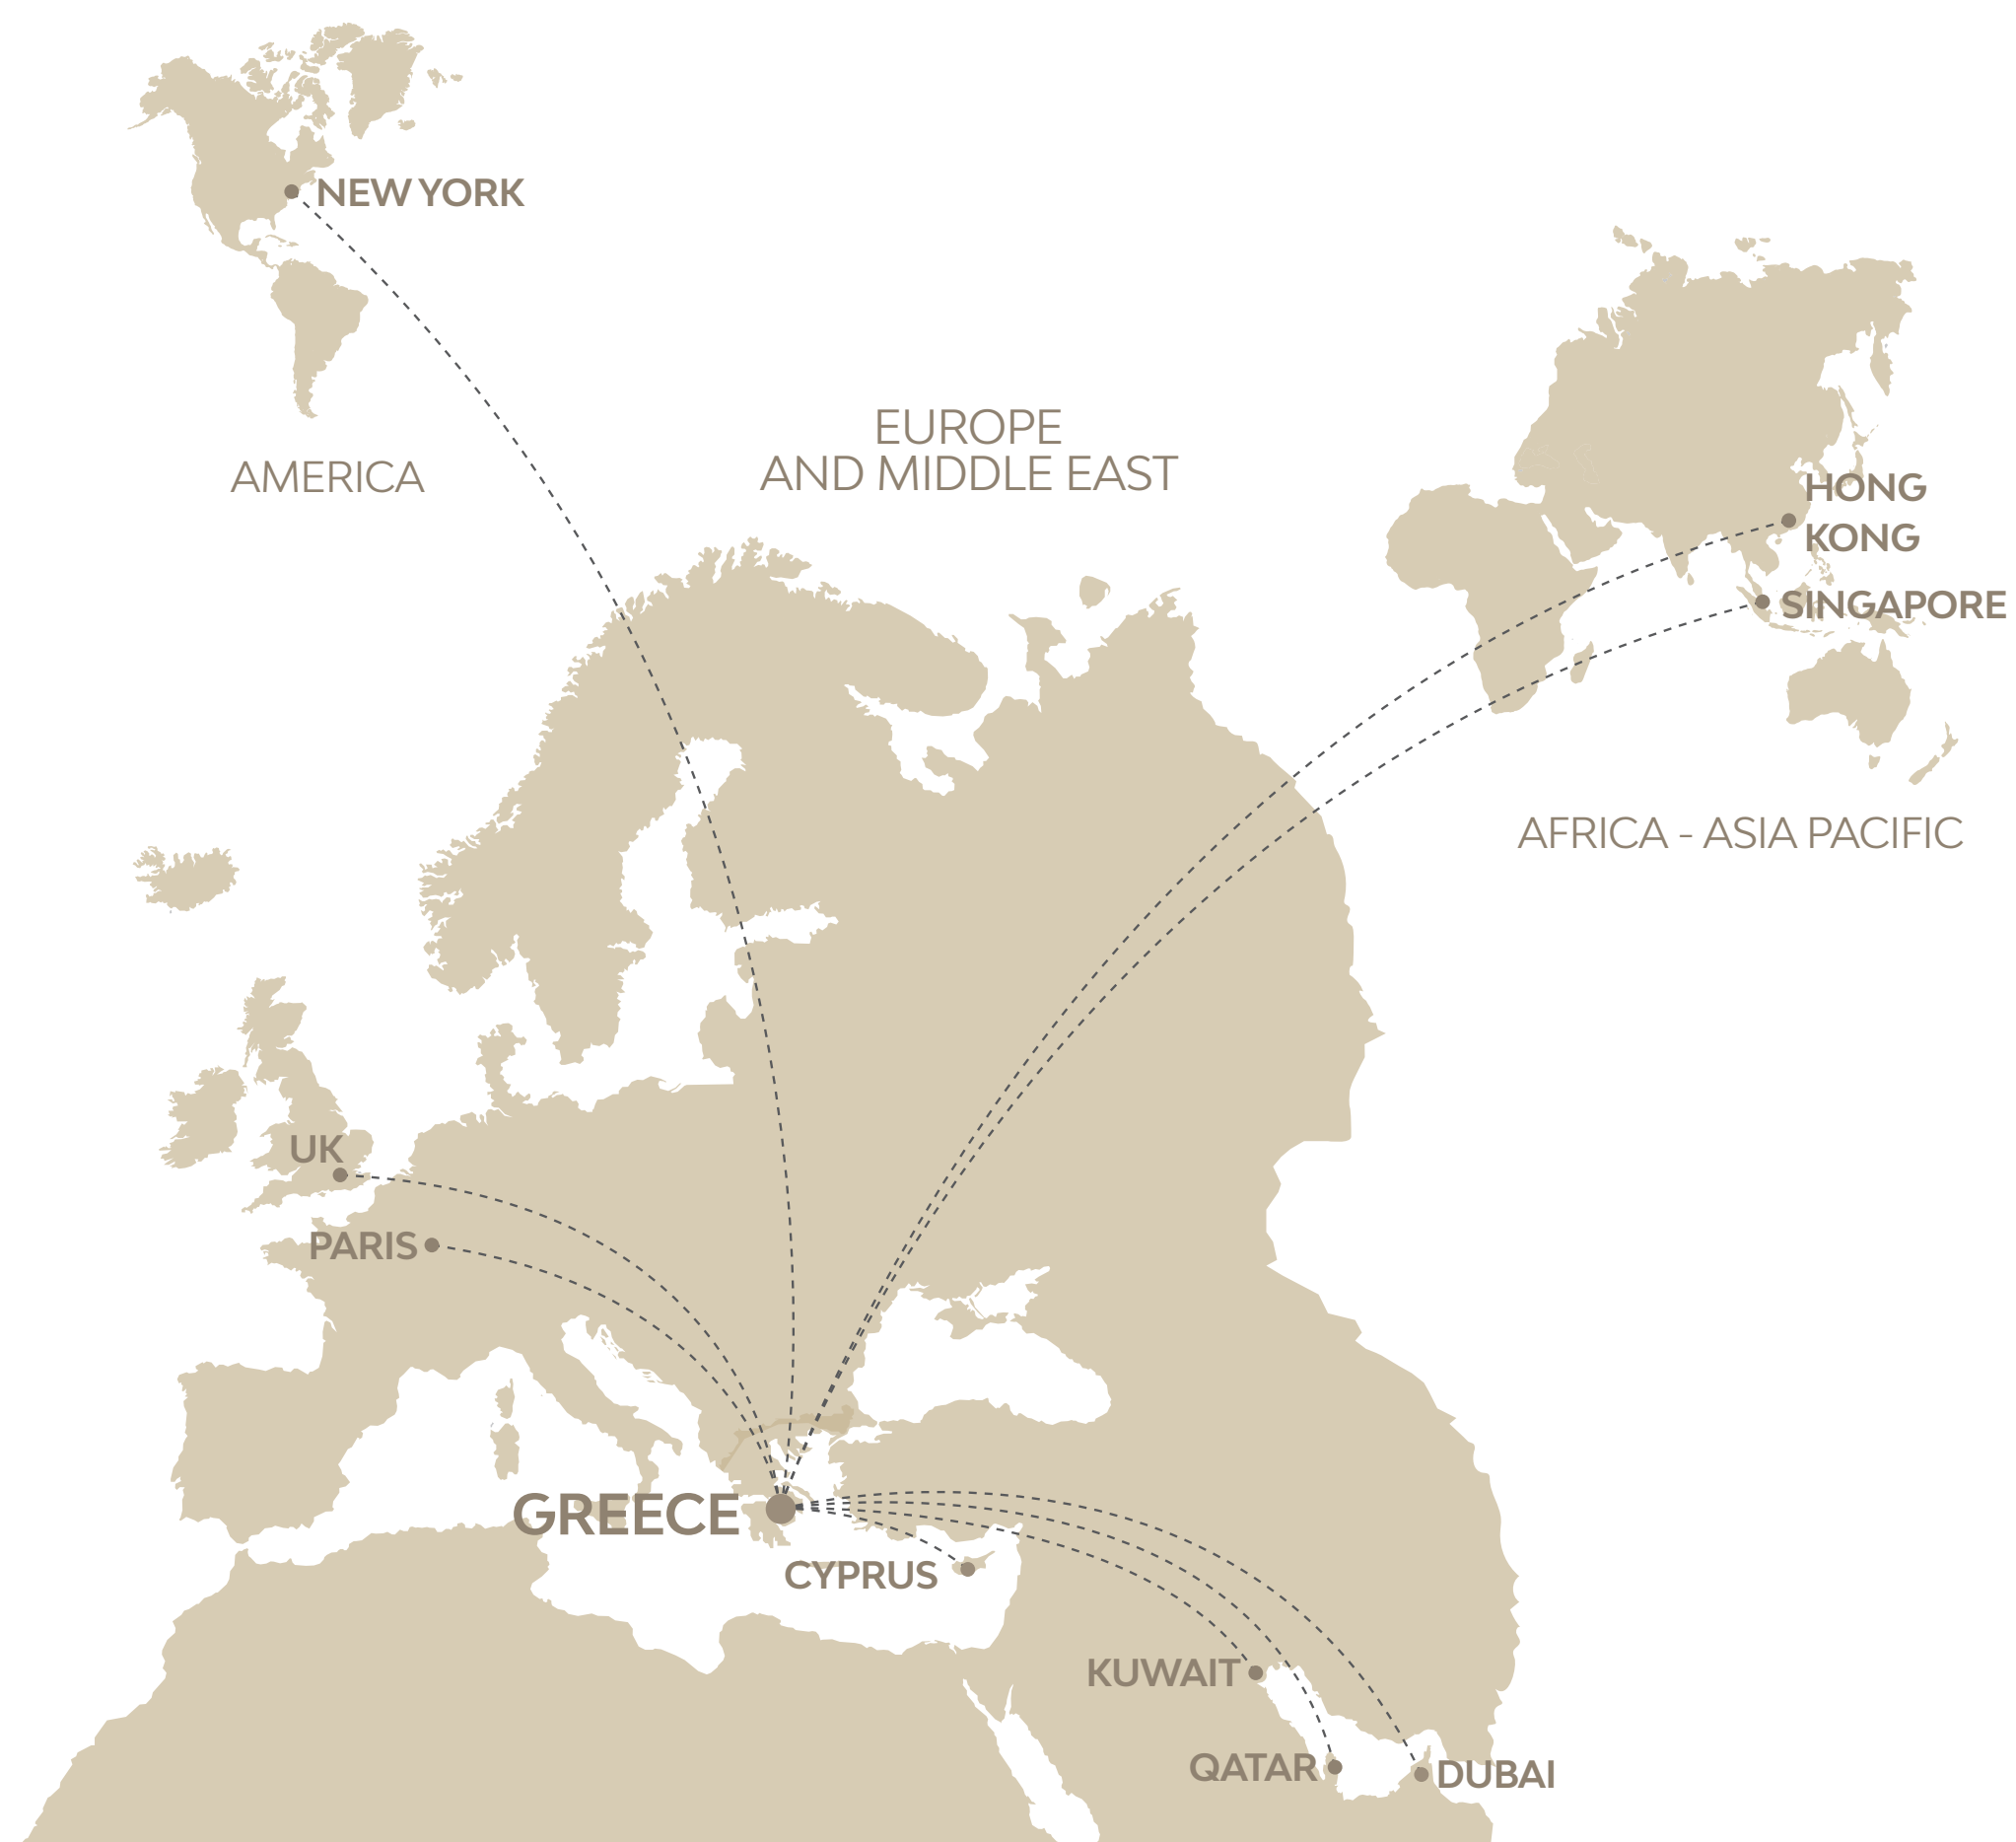 NEW YORK
AMERICA
EUROPE
AND MIDDLE EAST
HONG
KONG
SINGAPORE
AFRICA - ASIA PACIFIC
UK
PARIS
GREECE
CYPRUS
KUWAIT
QATAR
DUBAI